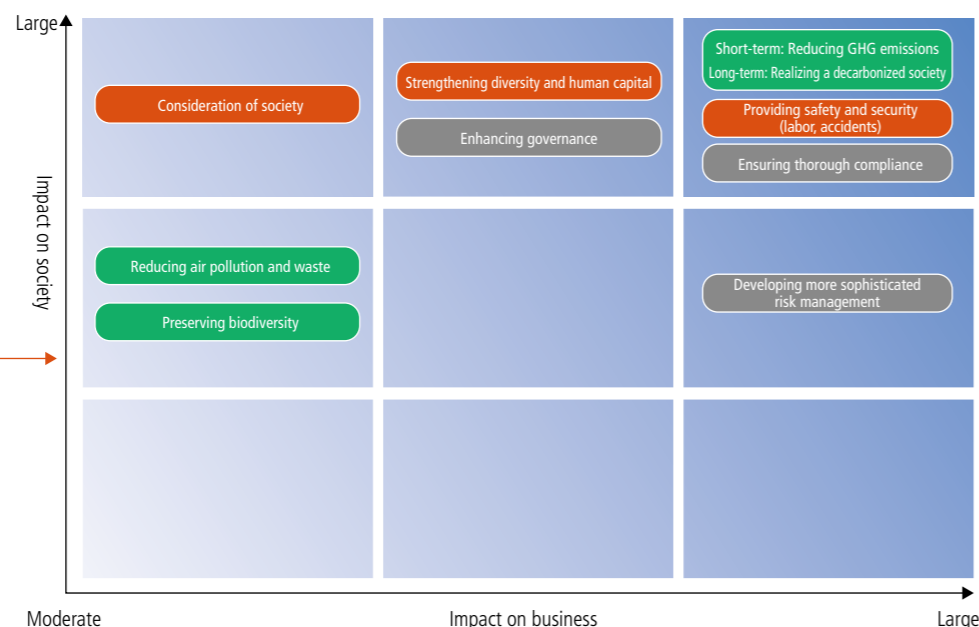 Large
Impact on society
Consideration of society
Strengthening diversity and human capital
Enhancing governance
Short-term: Reducing GHG emissions
Long-term: Realizing a decarbonized society
Providing safety and security
(labor, accidents)
Ensuring thorough compliance
Reducing air pollution and waste
Preserving biodiversity
Developing more sophisticated
risk management
Moderate
Impact on business
Large